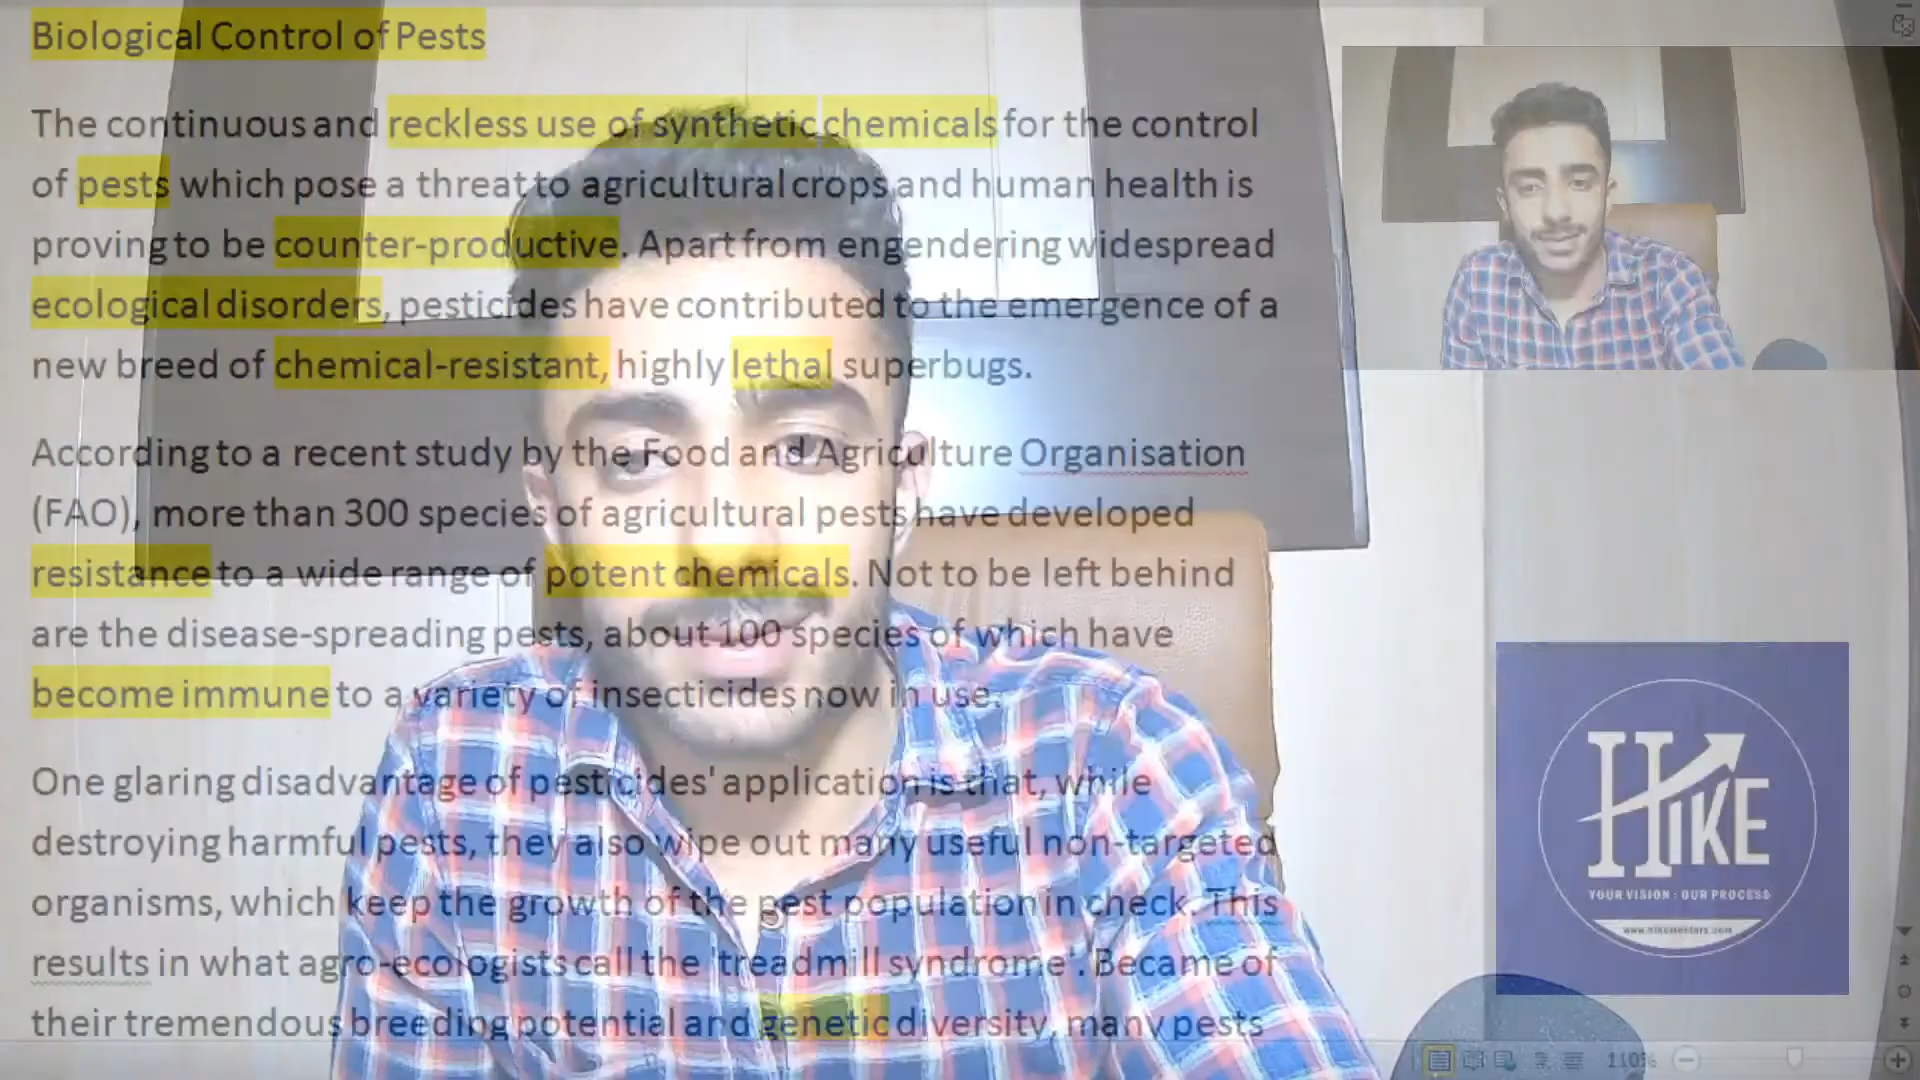 Biological Control of Pests
The continuous and reckless use of synthetic chemicals for the control
of pests which pose a threat to agricultural crops and human health is
proving to be counter-productive. Apart from engendering widespread
ecological disorders, pesticides have contributed to the emergence of a
new breed of chemical-resistant, highly lethal superbugs.
According to a recent study by the Food and Agriculture Organisation
(FAO), more than 300 species of agricultural pests have developed
resistance to a wide range of potent chemicals. Not to be left behind
are the disease-spreading pests, about 100 species of which have
become immune to a variety of insecticides now in use.
One glaring disadvantage of pesticides' application is that, while
destroying harmful pests, they also wipe out many useful non-targeted
organisms, which keep the growth of the pest population in check. This
results in what agro-ecologists call the 'treadmill syndrome'. Became of
their tremendous breeding potential and genetic diversity, many pests
HIKE
YOUR VISION : OUR PROCESS
www.hikementors.com
110%